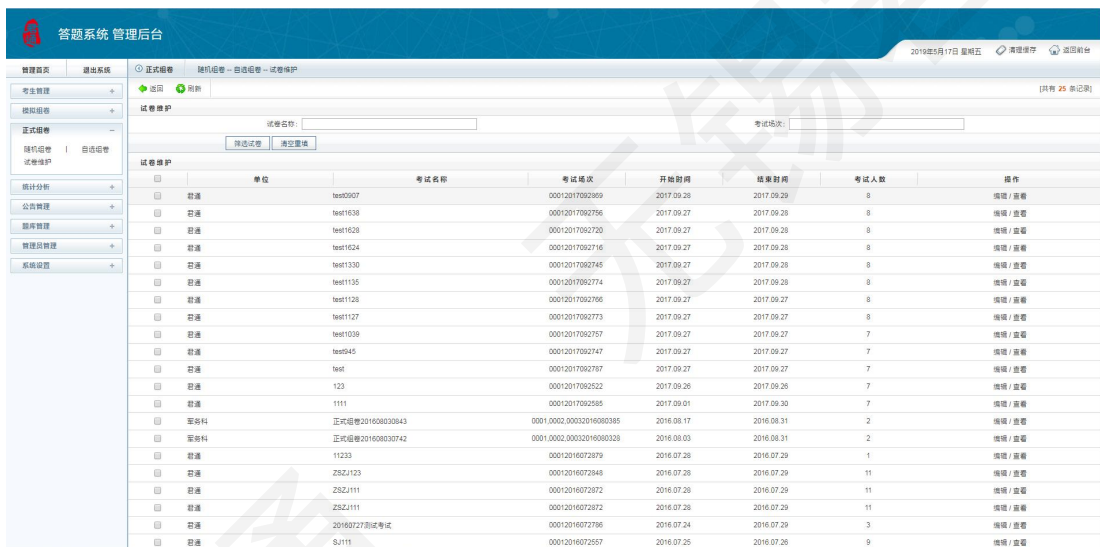 答题系统 管理后台
2019年5月17日 星期五 清理缓存 返回前台
管理首页 退出系统 正式组卷 随机组卷 -- 自选组卷 -- 试卷维护
考生管理 +
模拟组卷 +
正式组卷 −
随机组卷 | 自选组卷
试卷维护
统计分析 +
公告管理 +
题库管理 +
管理员管理 +
系统设置 +
返回 刷新 [共有 25 条记录]
试卷维护
试卷名称: 考试场次:
筛选试卷 清空重填
试卷维护
单位 考试名称 考试场次 开始时间 结束时间 考试人数 操作
君通 test0907 00012017092869 2017.09.28 2017.09.29 8 编辑 / 查看
君通 test1638 00012017092756 2017.09.27 2017.09.28 8 编辑 / 查看
君通 test1628 00012017092720 2017.09.27 2017.09.28 8 编辑 / 查看
君通 test1624 00012017092716 2017.09.27 2017.09.28 8 编辑 / 查看
君通 test1330 00012017092745 2017.09.27 2017.09.28 8 编辑 / 查看
君通 test1135 00012017092774 2017.09.27 2017.09.28 8 编辑 / 查看
君通 test1128 00012017092766 2017.09.27 2017.09.27 8 编辑 / 查看
君通 test1127 00012017092773 2017.09.27 2017.09.27 8 编辑 / 查看
君通 test1039 00012017092757 2017.09.27 2017.09.27 7 编辑 / 查看
君通 test945 00012017092747 2017.09.27 2017.09.27 7 编辑 / 查看
君通 test 00012017092787 2017.09.27 2017.09.27 7 编辑 / 查看
君通 123 00012017092522 2017.09.26 2017.09.26 7 编辑 / 查看
君通 1111 00012017092585 2017.09.01 2017.09.30 7 编辑 / 查看
军务科 正式组卷201608030843 0001,0002,00032016080385 2016.08.17 2016.08.31 2 编辑 / 查看
军务科 正式组卷201608030742 0001,0002,00032016080328 2016.08.03 2016.08.31 2 编辑 / 查看
君通 11233 00012016072879 2016.07.28 2016.07.29 1 编辑 / 查看
君通 ZSZJ123 00012016072848 2016.07.28 2016.07.29 11 编辑 / 查看
君通 ZSZJ111 00012016072872 2016.07.28 2016.07.29 11 编辑 / 查看
君通 ZSZJ111 00012016072872 2016.07.28 2016.07.29 11 编辑 / 查看
君通 20160727测试考试 00012016072786 2016.07.24 2016.07.29 3 编辑 / 查看
君通 SJ111 00012016072557 2016.07.25 2016.07.26 9 编辑 / 查看
无锡